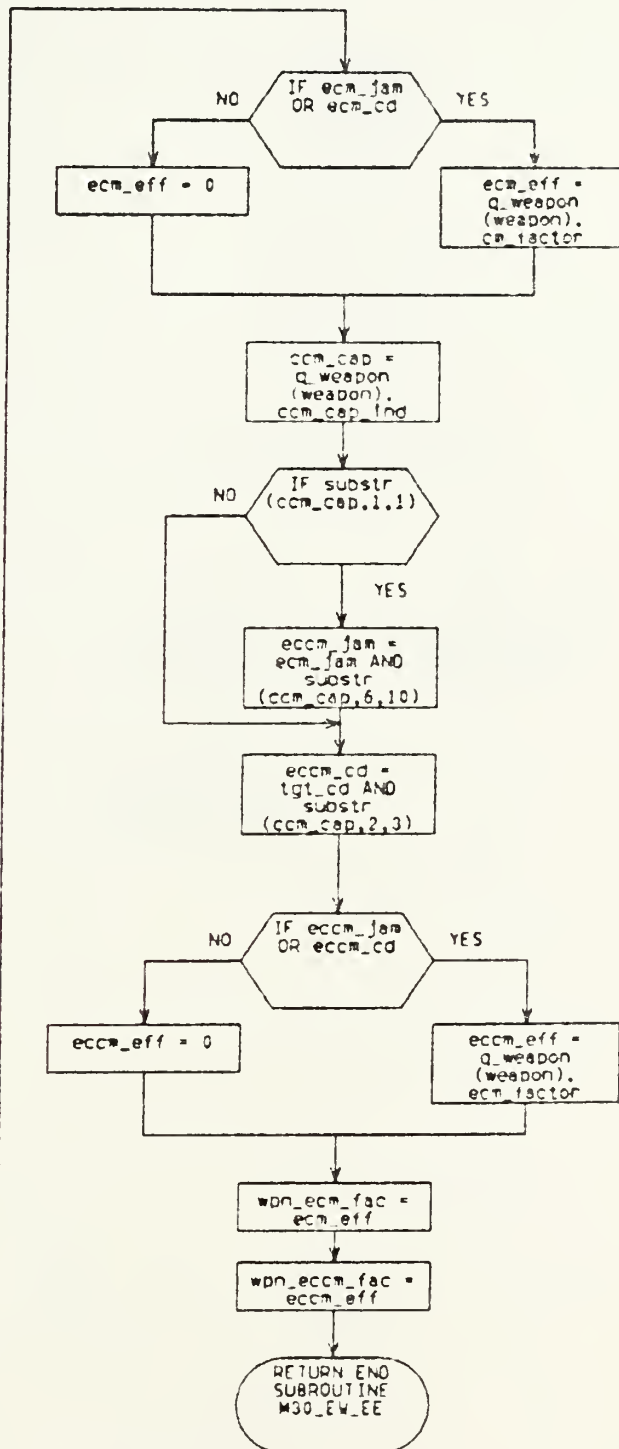 IF ecm_jam
OR ecm_cd
NO
YES
ecm_eff = 0
ecm_eff =
q_weapon
(weapon).
cm_factor
ccm_cap =
q_weapon
(weapon).
ccm_cap_ind
IF substr
(ccm_cap,1,1)
NO
YES
eccm_jam =
ecm_jam AND
substr
(ccm_cap,6,10)
eccm_cd =
tgt_cd AND
substr
(ccm_cap,2,3)
IF eccm_jam
OR eccm_cd
NO
YES
eccm_eff = 0
eccm_eff =
q_weapon
(weapon).
ecm_factor
wpn_ecm_fac =
ecm_eff
wpn_eccm_fac =
eccm_eff
RETURN END
SUBROUTINE
M30_EW_EE